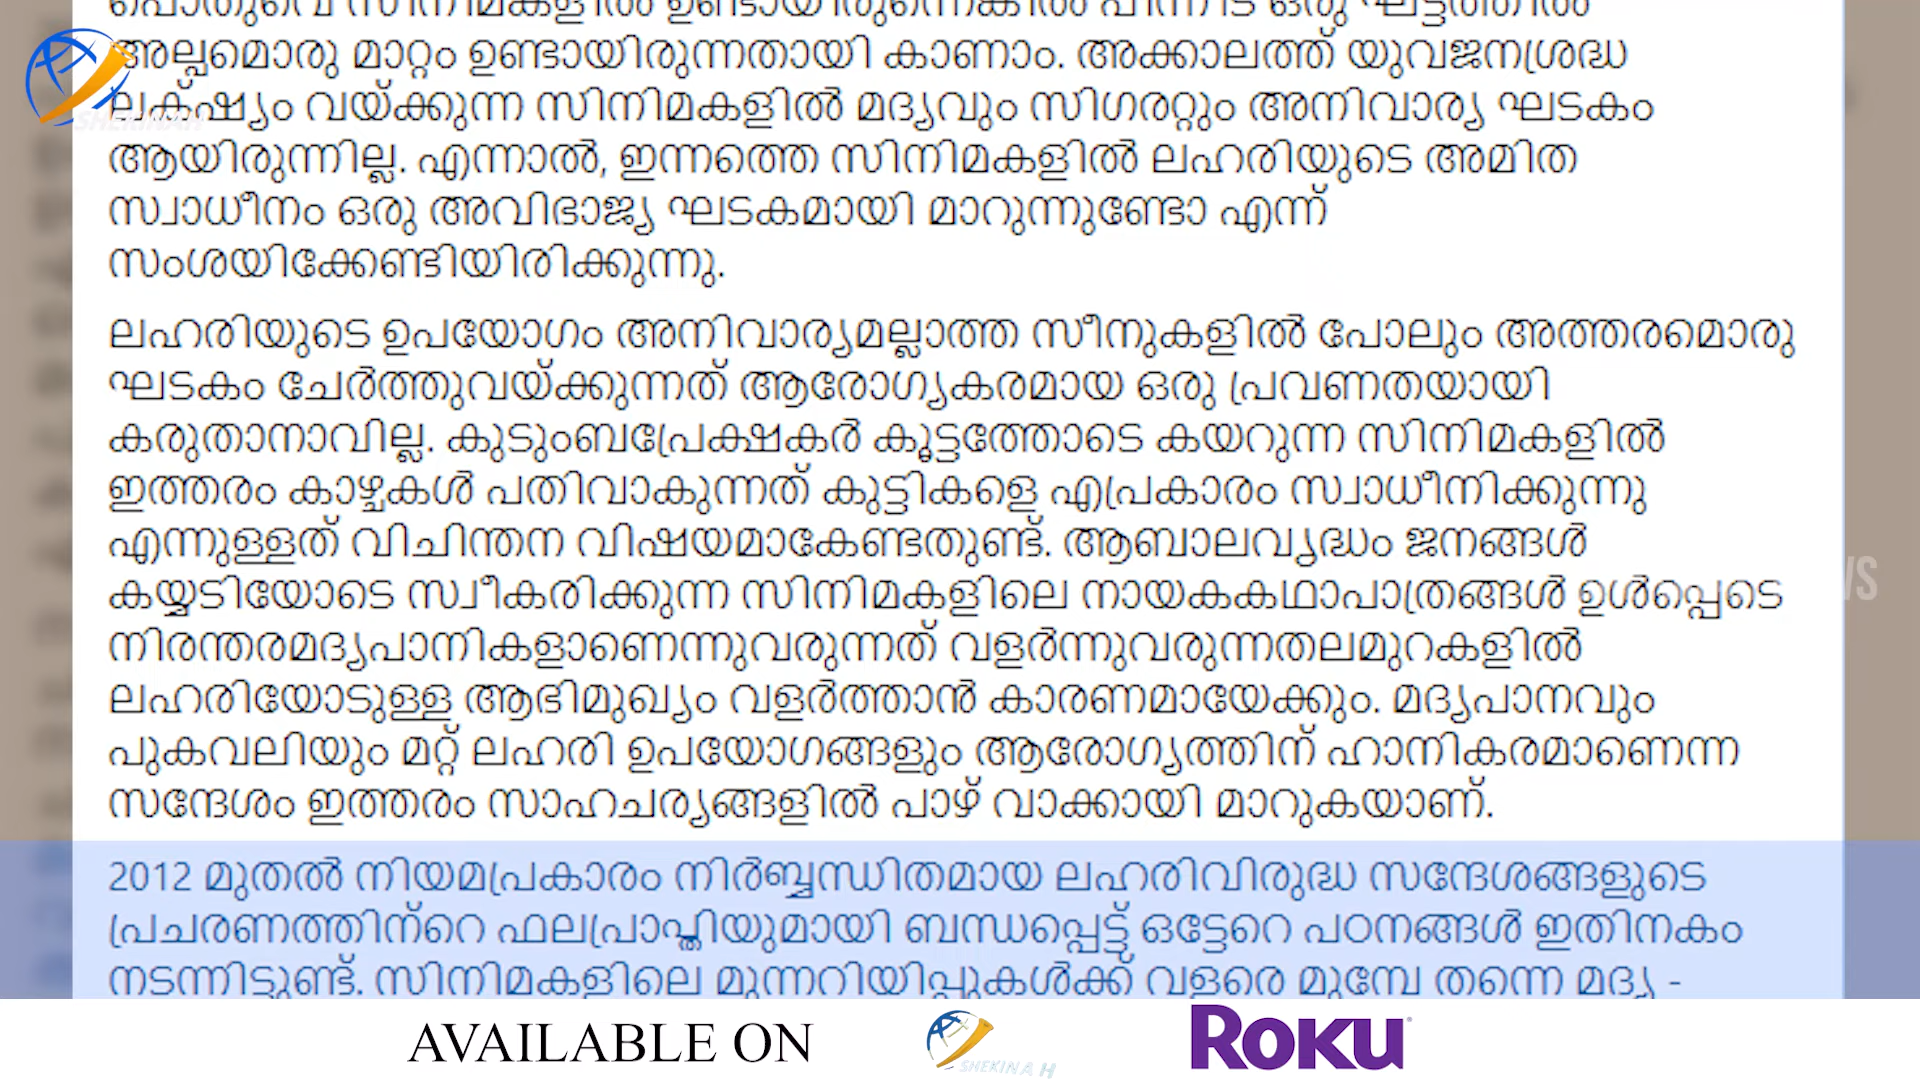 പൊതുവെ സിനിമകളിൽ ഉണ്ടായിരുന്നെങ്കിൽ പിന്നീട് ഒരു ഘട്ടത്തിൽ
അല്പമൊരു മാറ്റം ഉണ്ടായിരുന്നതായി കാണാം. അക്കാലത്ത് യുവജനശ്രദ്ധ
ലക്ഷ്യം വയ്ക്കുന്ന സിനിമകളിൽ മദ്യവും സിഗരറ്റും അനിവാര്യ ഘടകം
SHEKINAH
ആയിരുന്നില്ല. എന്നാൽ, ഇന്നത്തെ സിനിമകളിൽ ലഹരിയുടെ അമിത
സ്വാധീനം ഒരു അവിഭാജ്യ ഘടകമായി മാറുന്നുണ്ടോ എന്ന്
സംശയിക്കേണ്ടിയിരിക്കുന്നു.
ലഹരിയുടെ ഉപയോഗം അനിവാര്യമല്ലാത്ത സീനുകളിൽ പോലും അത്തരമൊരു
ഘടകം ചേർത്തുവയ്ക്കുന്നത് ആരോഗ്യകരമായ ഒരു പ്രവണതയായി
കരുതാനാവില്ല. കുടുംബപ്രേക്ഷകർ കൂട്ടത്തോടെ കയറുന്ന സിനിമകളിൽ
ഇത്തരം കാഴ്ചകൾ പതിവാകുന്നത് കുട്ടികളെ എപ്രകാരം സ്വാധീനിക്കുന്നു
എന്നുള്ളത് വിചിന്തന വിഷയമാകേണ്ടതുണ്ട്. ആബാലവൃദ്ധം ജനങ്ങൾ
കയ്യടിയോടെ സ്വീകരിക്കുന്ന സിനിമകളിലെ നായകകഥാപാത്രങ്ങൾ ഉൾപ്പെടെ
നിരന്തരമദ്യപാനികളാണെന്നുവരുന്നത് വളർന്നുവരുന്നതലമുറകളിൽ
ലഹരിയോടുള്ള ആഭിമുഖ്യം വളർത്താൻ കാരണമായേക്കും. മദ്യപാനവും
പുകവലിയും മറ്റ് ലഹരി ഉപയോഗങ്ങളും ആരോഗ്യത്തിന് ഹാനികരമാണെന്ന
സന്ദേശം ഇത്തരം സാഹചര്യങ്ങളിൽ പാഴ് വാക്കായി മാറുകയാണ്.
2012 മുതൽ നിയമപ്രകാരം നിർബ്ബന്ധിതമായ ലഹരിവിരുദ്ധ സന്ദേശങ്ങളുടെ
പ്രചരണത്തിന്റെ ഫലപ്രാപ്തിയുമായി ബന്ധപ്പെട്ട് ഒട്ടേറെ പഠനങ്ങൾ ഇതിനകം
നടന്നിട്ടുണ്ട്. സിനിമകളിലെ മുന്നറിയിപ്പുകൾക്ക് വളരെ മുമ്പേ തന്നെ മദ്യ -
AVAILABLE ON SHEKINAH ROKU